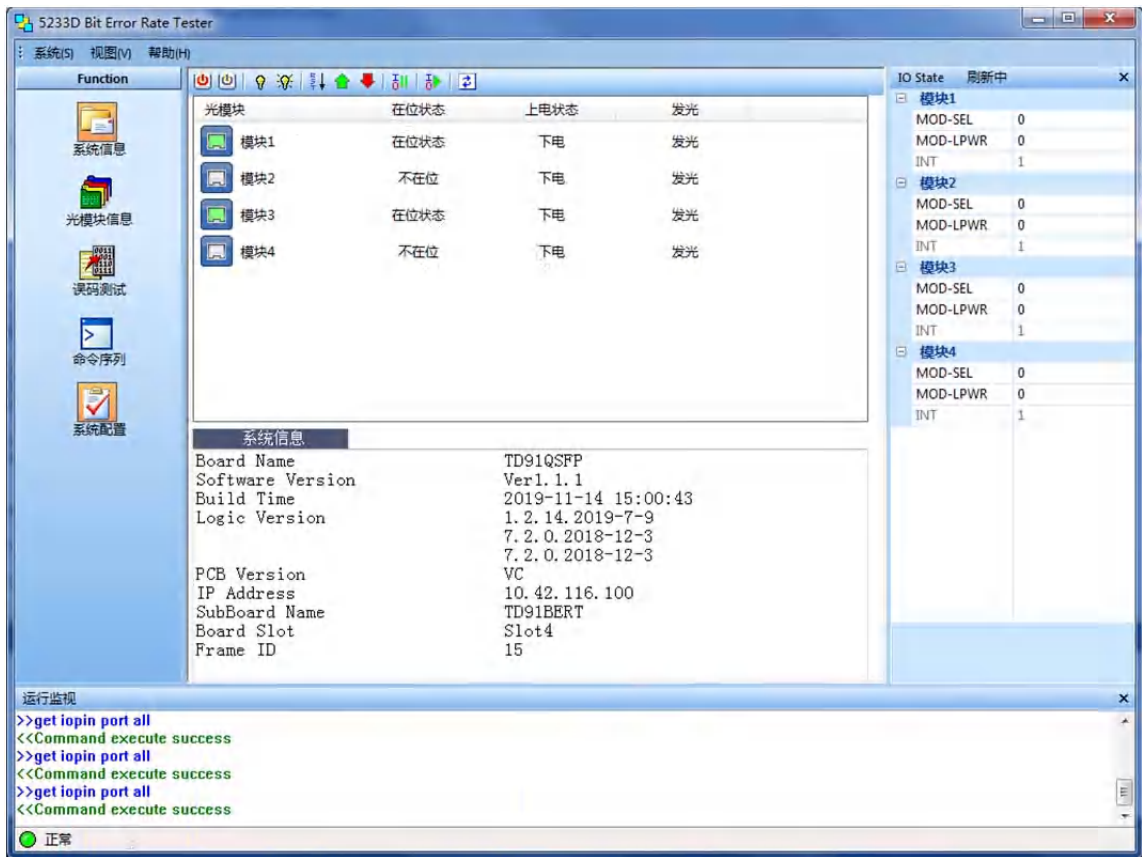 5233D Bit Error Rate Tester
系统(S) 视图(V) 帮助(H)
Function
系统信息
光模块信息
误码测试
命令序列
系统配置
光模块 在位状态 上电状态 发光
模块1 在位状态 下电 发光
模块2 不在位 下电 发光
模块3 在位状态 下电 发光
模块4 不在位 下电 发光
系统信息
Board Name TD91QSFP
Software Version Ver1.1.1
Build Time 2019-11-14 15:00:43
Logic Version 1.2.14.2019-7-9
7.2.0.2018-12-3
7.2.0.2018-12-3
PCB Version VC
IP Address 10.42.116.100
SubBoard Name TD91BERT
Board Slot Slot4
Frame ID 15
IO State 刷新中
模块1
MOD-SEL 0
MOD-LPWR 0
INT 1
模块2
MOD-SEL 0
MOD-LPWR 0
INT 1
模块3
MOD-SEL 0
MOD-LPWR 0
INT 1
模块4
MOD-SEL 0
MOD-LPWR 0
INT 1
运行监视
>>get iopin port all
<<Command execute success
>>get iopin port all
<<Command execute success
>>get iopin port all
<<Command execute success
正常